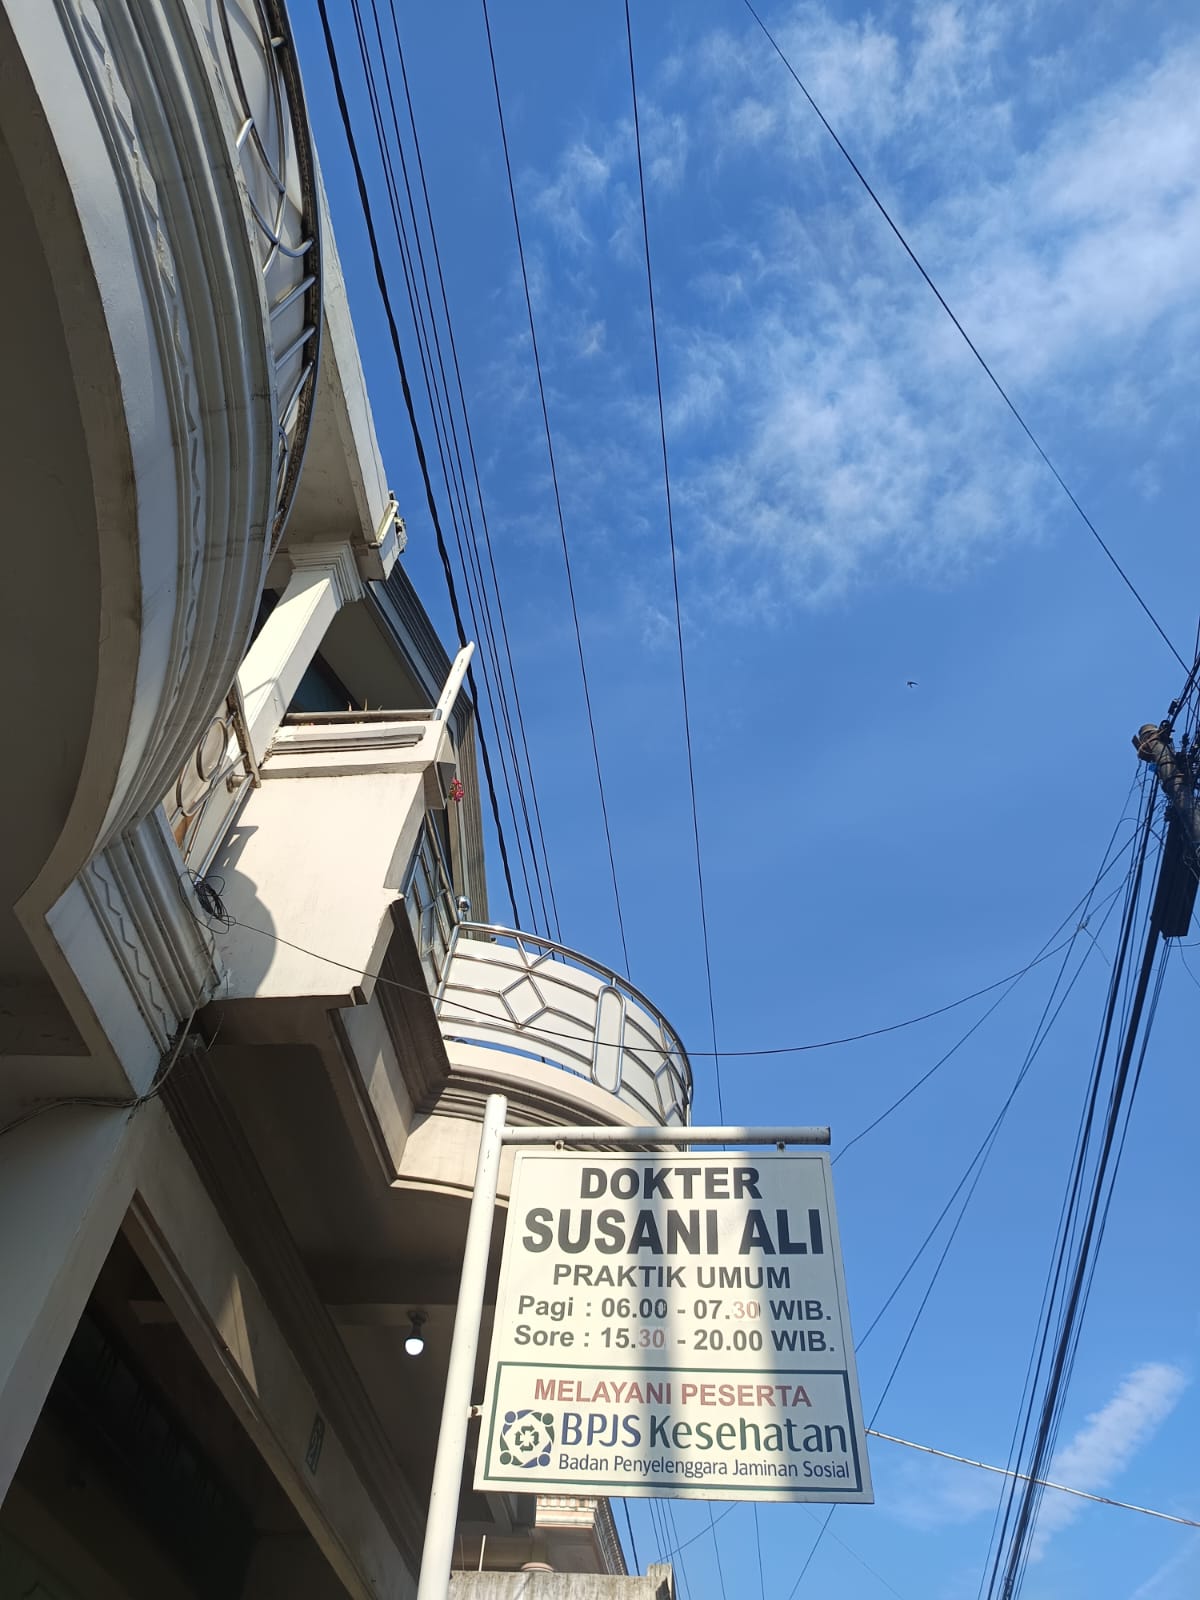 DOKTER
SUSANI ALI
PRAKTIK UMUM
Pagi : 06.00 - 07.30 WIB.
Sore : 15.30 - 20.00 WIB.
MELAYANI PESERTA
BPJS Kesehatan
Badan Penyelenggara Jaminan Sosial